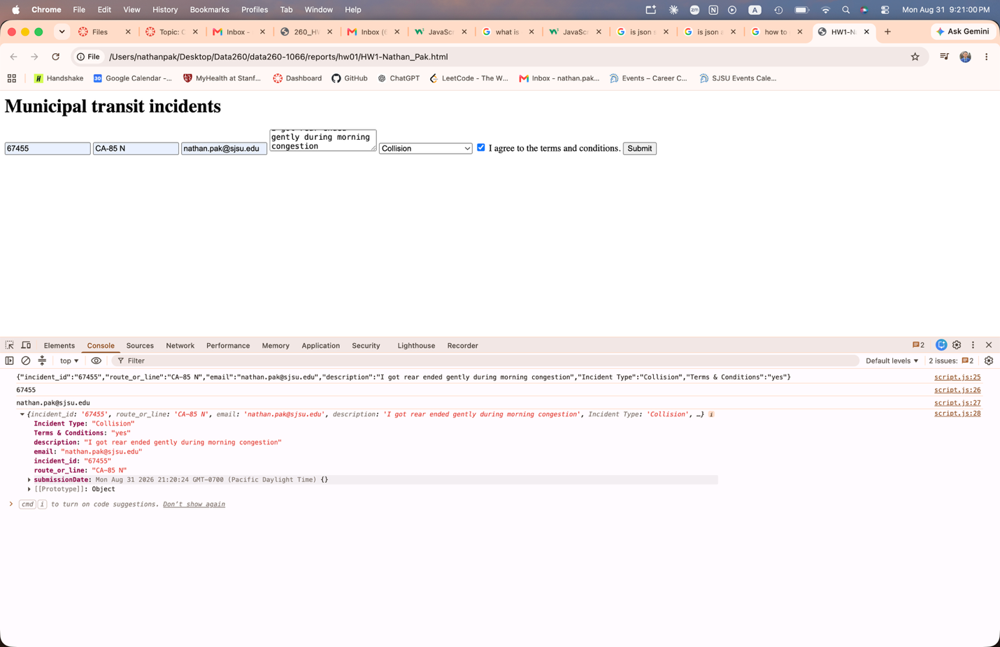 Chrome File Edit View History Bookmarks Profiles Tab Window Help zm N A Mon Aug 31 9:21:00 PM
Files Topic: Inbox - 260_H Inbox (6 JavaSc what is JavaSc is json s is json a how to HW1-N Ask Gemini
File /Users/nathanpak/Desktop/Data260/data260-1066/reports/hw01/HW1-Nathan_Pak.html
Handshake 30 Google Calendar -... MyHealth at Stanf... Dashboard GitHub ChatGPT LeetCode - The W... Inbox - nathan.pak... Events – Career C... SJSU Events Cale...
Municipal transit incidents
67455 CA-85 N nathan.pak@sjsu.edu gently during morning
congestion Collision I agree to the terms and conditions. Submit
Elements Console Sources Network Performance Memory Application Security Lighthouse Recorder 2
top Filter Default levels 2 issues: 2
{"incident_id":"67455","route_or_line":"CA-85 N","email":"nathan.pak@sjsu.edu","description":"I got rear ended gently during morning congestion","Incident Type":"Collision","Terms & Conditions":"yes"} script.js:25
67455 script.js:26
nathan.pak@sjsu.edu script.js:27
{incident_id: '67455', route_or_line: 'CA-85 N', email: 'nathan.pak@sjsu.edu', description: 'I got rear ended gently during morning congestion', Incident Type: 'Collision', …} i script.js:28
Incident Type: "Collision"
Terms & Conditions: "yes"
description: "I got rear ended gently during morning congestion"
email: "nathan.pak@sjsu.edu"
incident_id: "67455"
route_or_line: "CA-85 N"
submissionDate: Mon Aug 31 2026 21:20:24 GMT-0700 (Pacific Daylight Time) {}
[[Prototype]]: Object
cmd i to turn on code suggestions. Don't show again